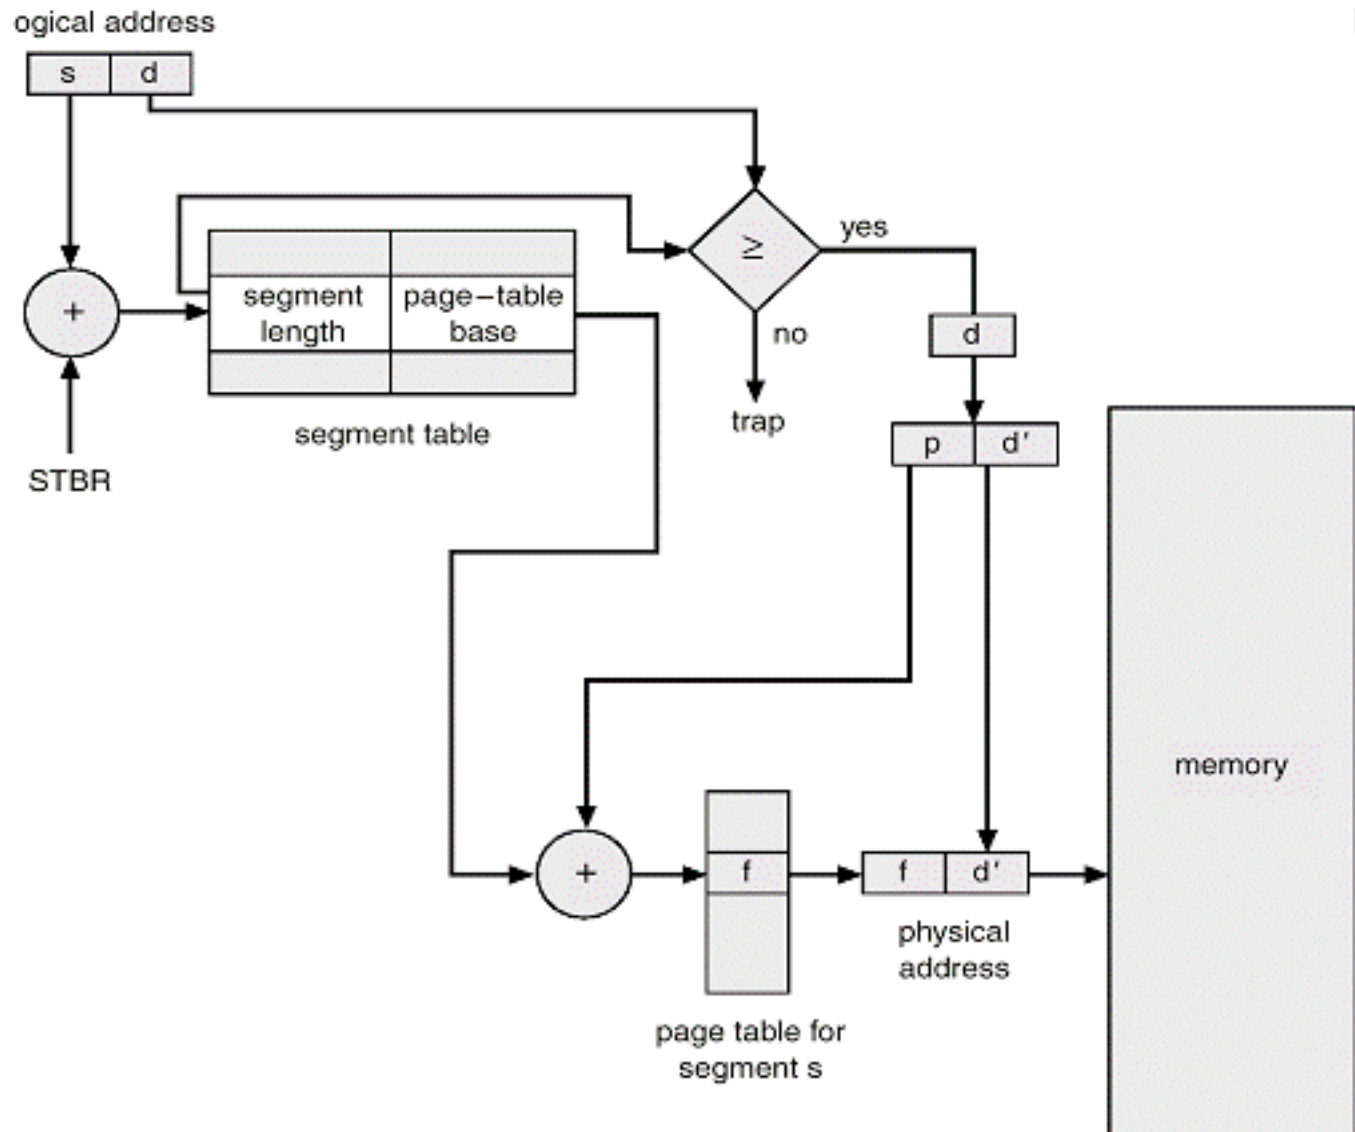 ogical address
s d
≥
yes
segment length
page–table base
+
no
d
trap
segment table
p d′
STBR
memory
+
f
f d′
physical address
page table for segment s